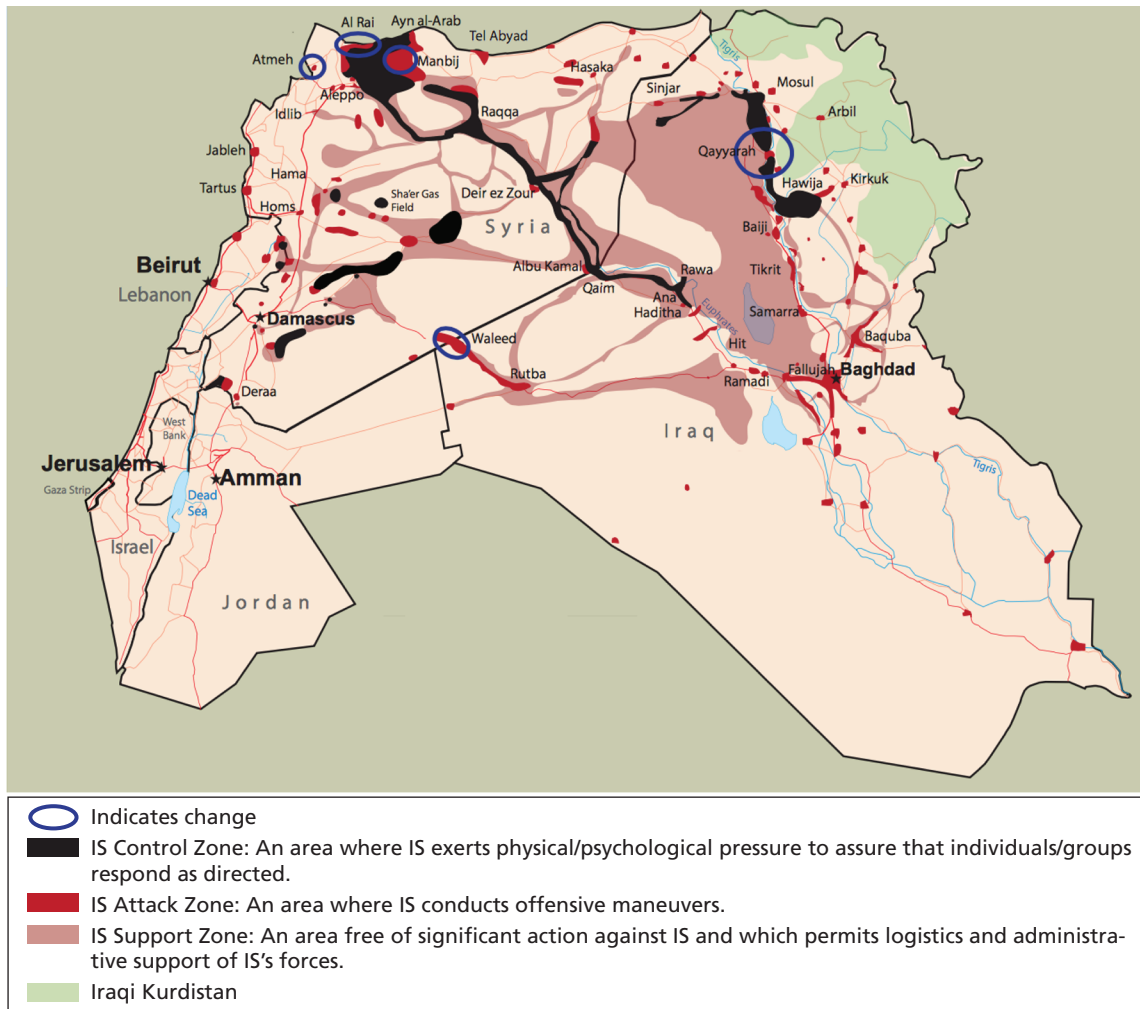 Al Rai
Ayn al-Arab
Tel Abyad
Tigris
Atmeh
Manbij
Hasaka
Mosul
Aleppo
Sinjar
Idlib
Raqqa
Arbil
Jableh
Qayyarah
Hama
Tartus
Sha'er Gas
Field
Deir ez Zour
Hawija
Kirkuk
Homs
Syria
Baiji
Beirut
Lebanon
Albu Kamal
Qaim
Rawa
Tikrit
Ana
Haditha
Euphrates
Samarra
Damascus
Waleed
Hit
Baquba
Rutba
Ramadi
Fallujah
Baghdad
Deraa
West
Bank
Iraq
Jerusalem
Gaza Strip
Amman
Dead
Sea
Tigris
Israel
Jordan
Indicates change
IS Control Zone: An area where IS exerts physical/psychological pressure to assure that individuals/groups
respond as directed.
IS Attack Zone: An area where IS conducts offensive maneuvers.
IS Support Zone: An area free of significant action against IS and which permits logistics and administra-
tive support of IS's forces.
Iraqi Kurdistan